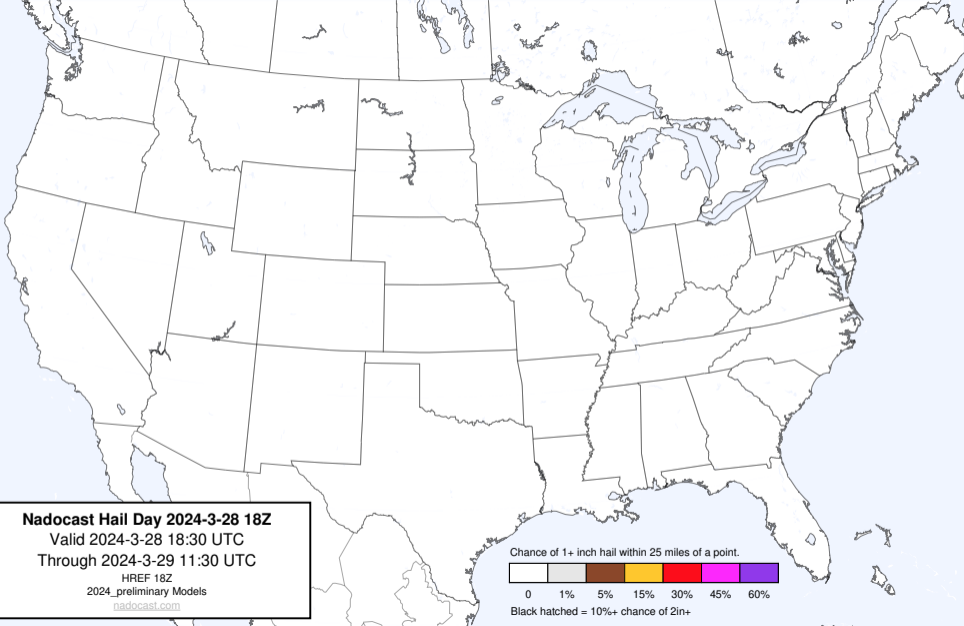 Nadocast Hail Day 2024-3-28 18Z
Valid 2024-3-28 18:30 UTC
Through 2024-3-29 11:30 UTC
HREF 18Z
2024_preliminary Models
nadocast.com
Chance of 1+ inch hail within 25 miles of a point.
0 1% 5% 15% 30% 45% 60%
Black hatched = 10%+ chance of 2in+